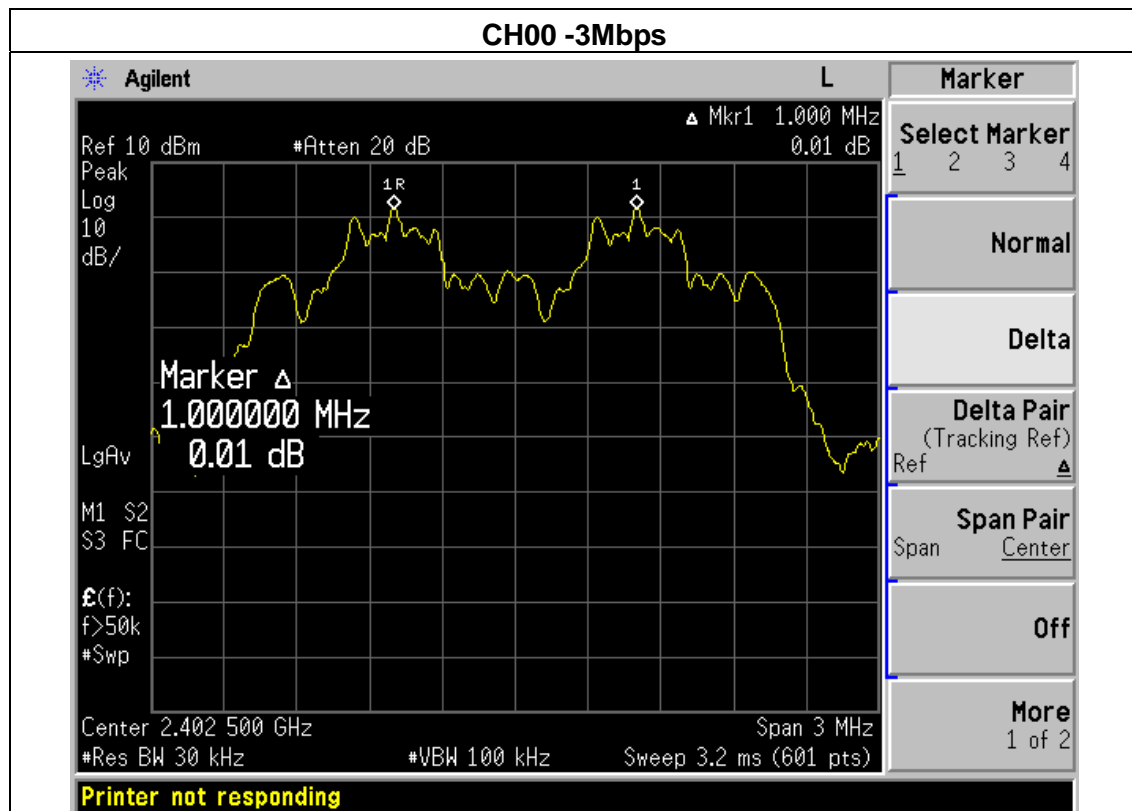 CH00 -3Mbps
Agilent L Marker
Δ Mkr1 1.000 MHz
Ref 10 dBm #Atten 20 dB 0.01 dB
Select Marker
1 2 3 4
Peak
Log
10
dB/
1R 1
Normal
Delta
Marker Δ
1.000000 MHz
0.01 dB
Delta Pair
(Tracking Ref)
Ref Δ
LgAv
M1 S2
S3 FC
Span Pair
Span Center
£(f):
f>50k
#Swp
Off
Center 2.402 500 GHz Span 3 MHz
#Res BW 30 kHz #VBW 100 kHz Sweep 3.2 ms (601 pts)
More
1 of 2
Printer not responding